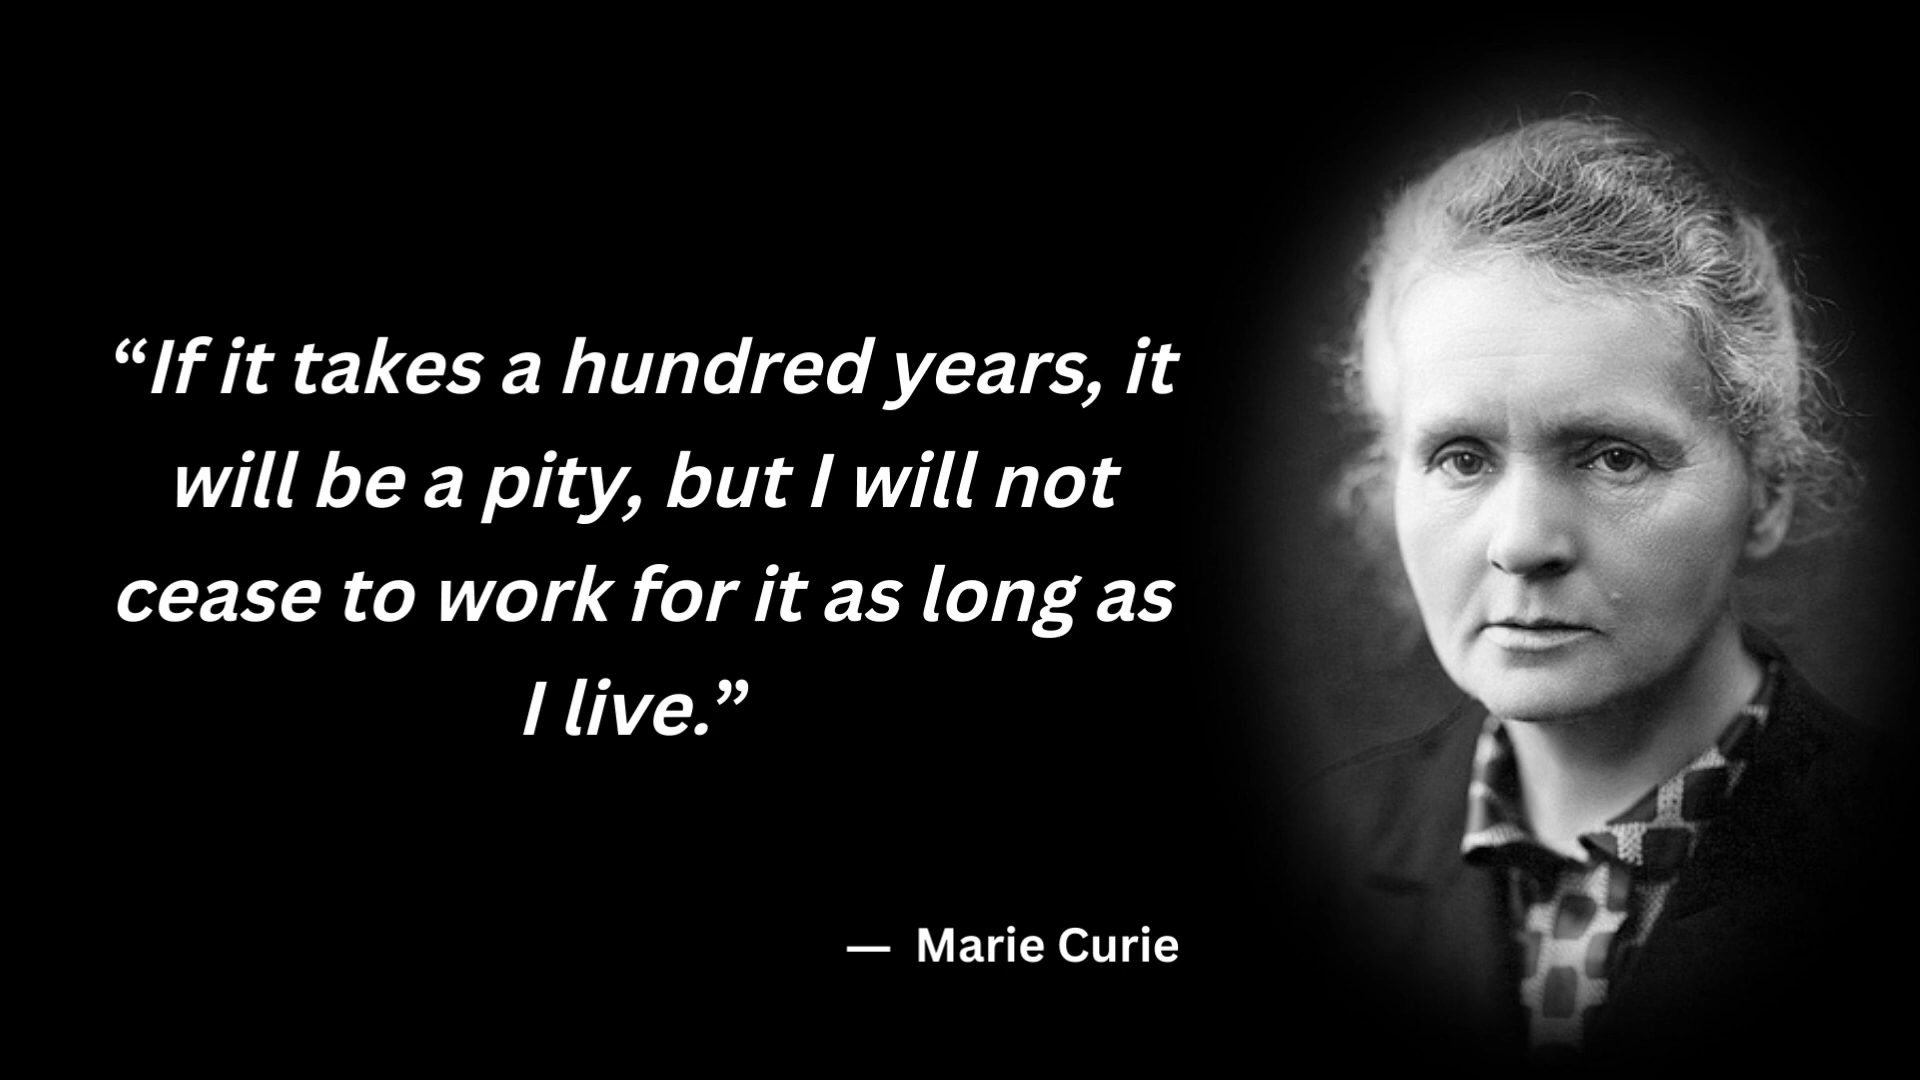 “If it takes a hundred years, it
will be a pity, but I will not
cease to work for it as long as
I live.”
— Marie Curie